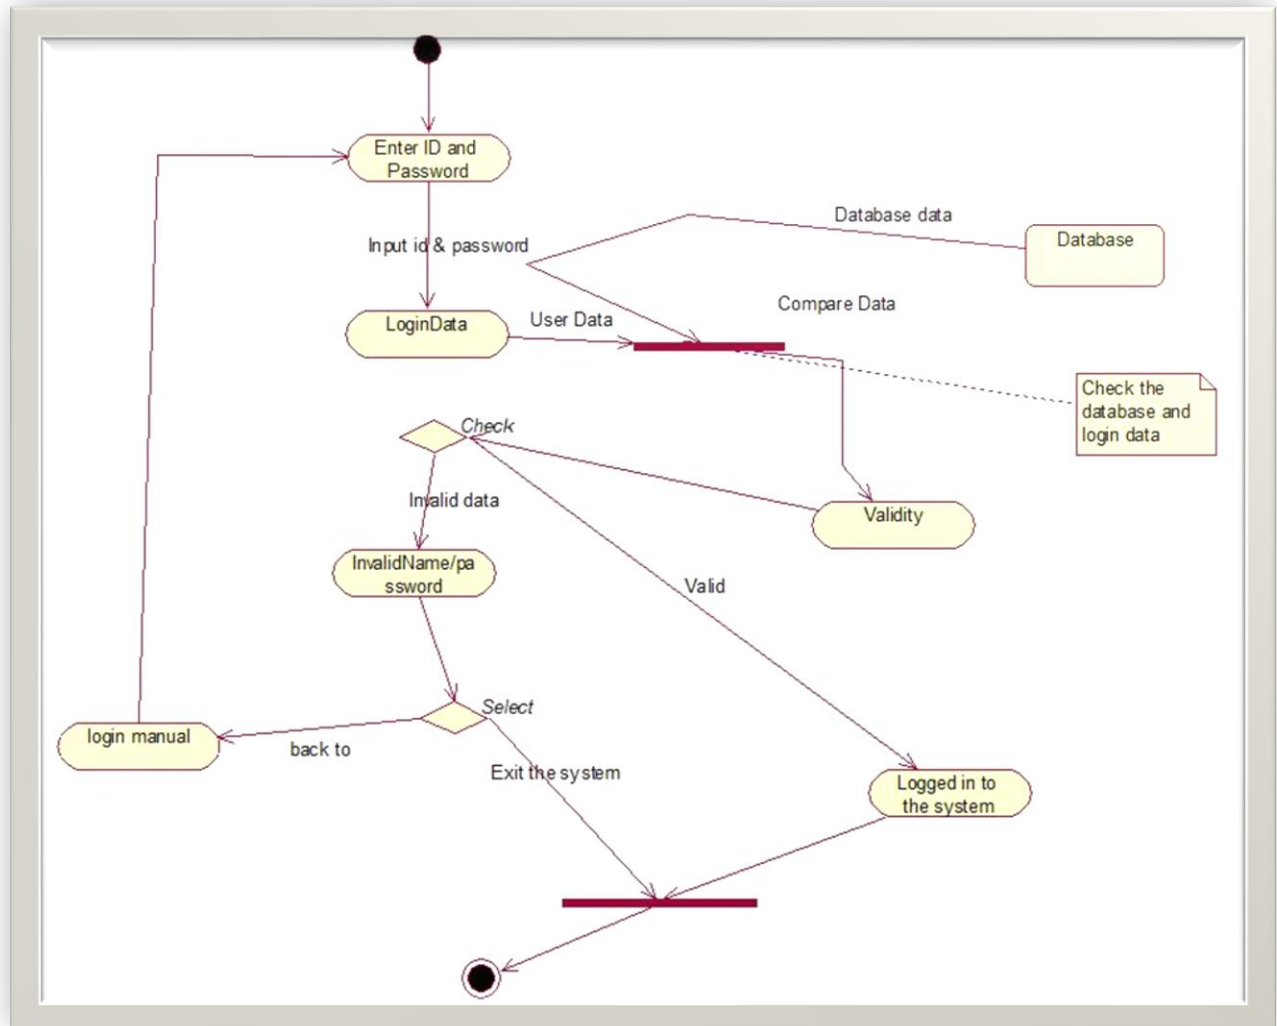 Enter ID and
Password
Database data
Database
Input id & password
Compare Data
User Data
LoginData
Check the
database and
login data
Check
Invalid data
Validity
InvalidName/pa
ssword
Valid
Select
login manual
back to
Exit the system
Logged in to
the system